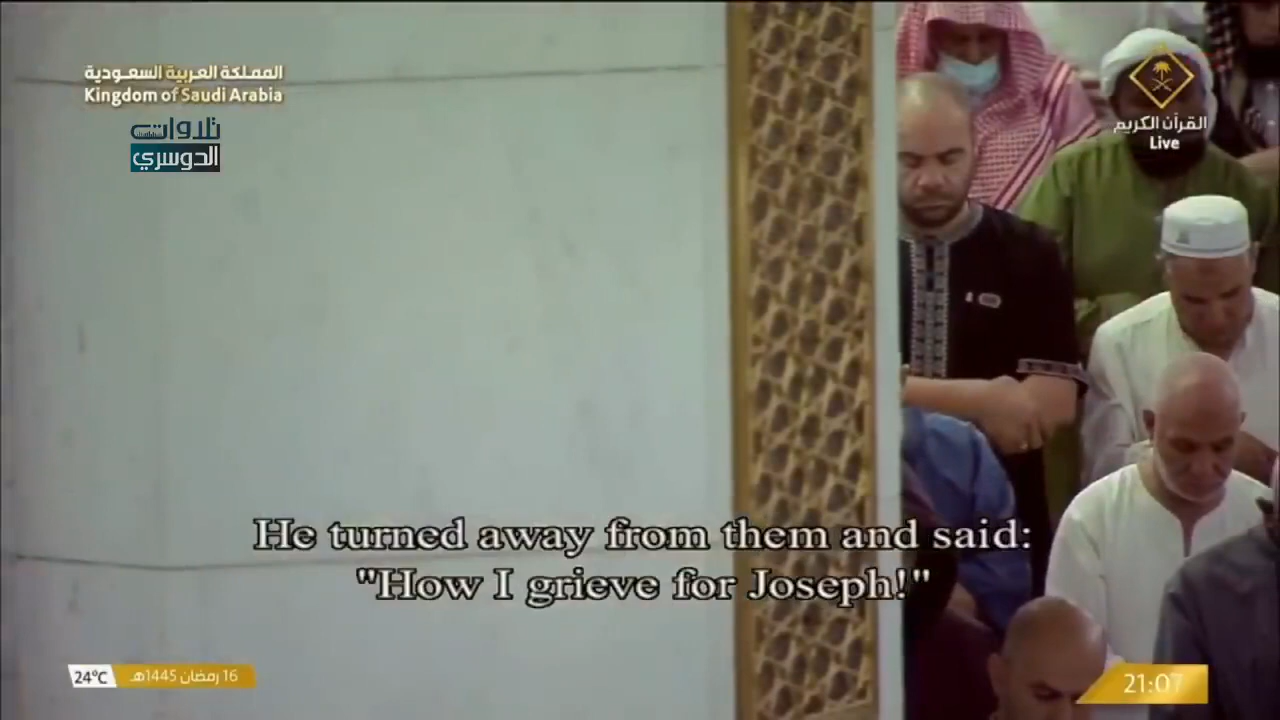 المملكة العربية السعودية
Kingdom of Saudi Arabia
تلاوات
الدوسري
القرآن الكريم
Live
He turned away from them and said:
"How I grieve for Joseph!"
24°C
16 رمضان 1445هـ
21:07